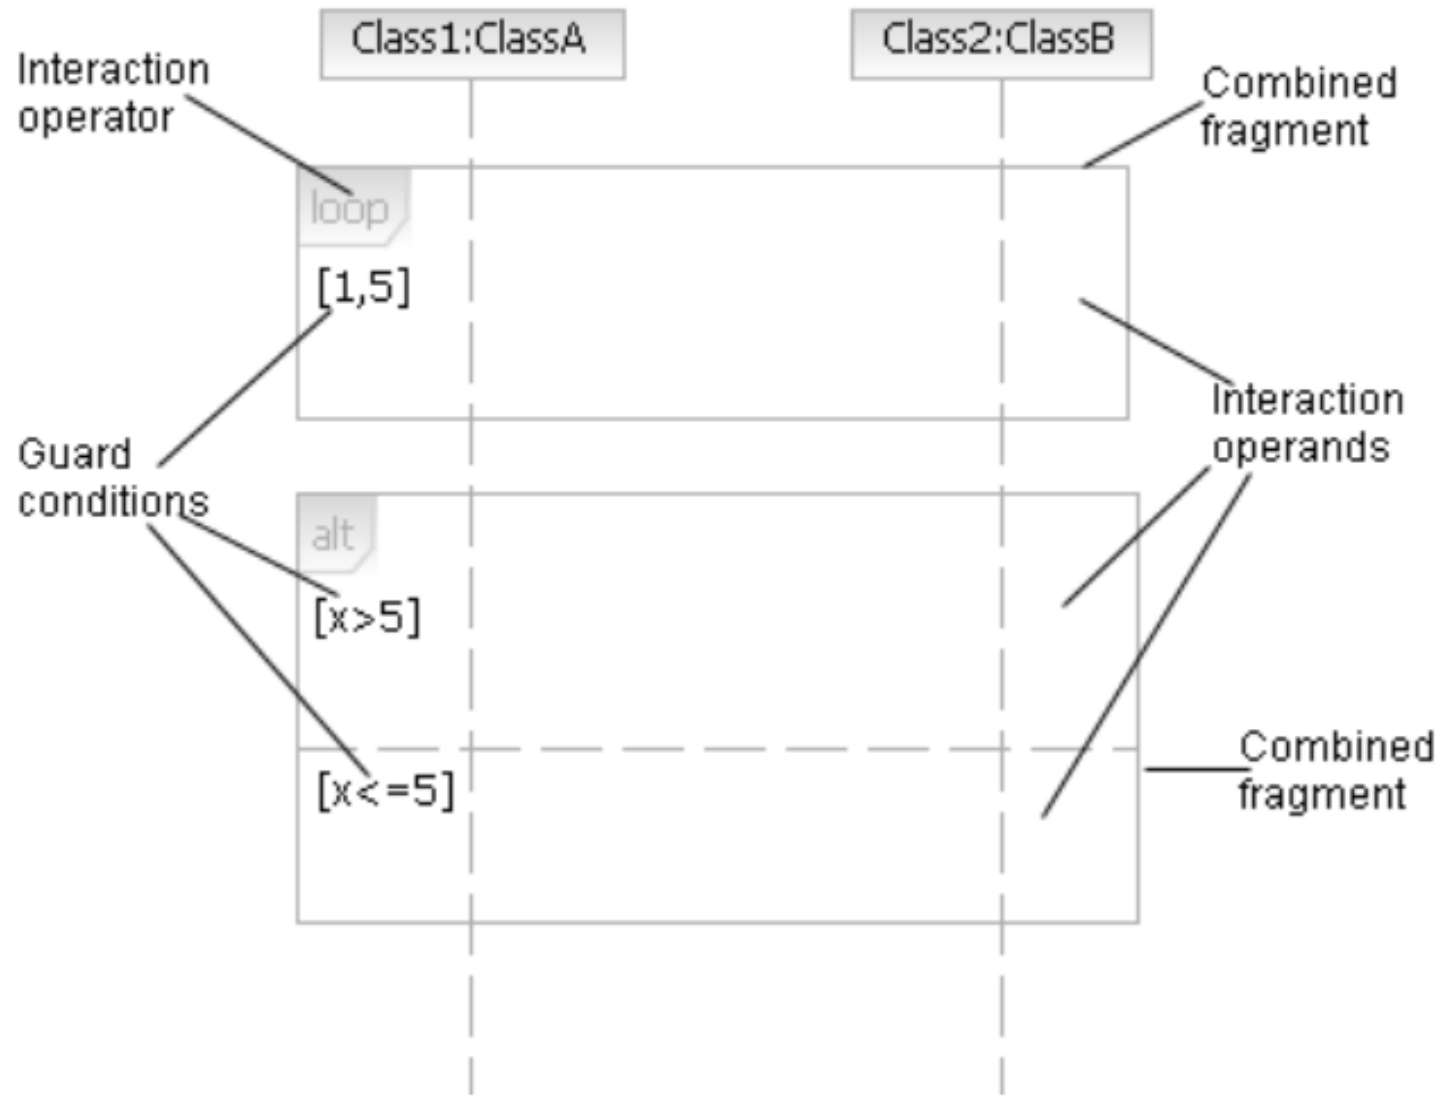 Class1:ClassA
Class2:ClassB
Interaction
operator
Combined
fragment
loop
[1,5]
Interaction
operands
Guard
conditions
alt
[x>5]
Combined
fragment
[x<=5]